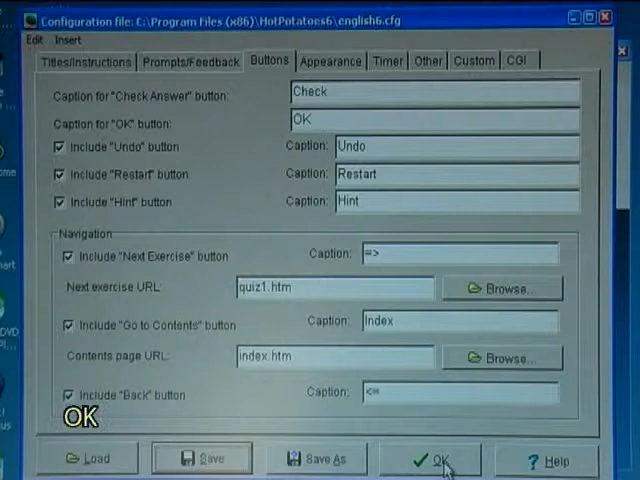 Configuration file: C:\Program Files (x86)\HotPotatoes6\english6.cfg
Edit Insert
Titles/Instructions Prompts/Feedback Buttons Appearance Timer Other Custom CGI
Caption for "Check Answer" button: Check
Caption for "OK" button: OK
Include "Undo" button Caption: Undo
Include "Restart" button Caption: Restart
Include "Hint" button Caption: Hint
Navigation
Include "Next Exercise" button Caption: =>
Next exercise URL: quiz1.htm Browse...
Include "Go to Contents" button Caption: Index
Contents page URL: index.htm Browse...
Include "Back" button Caption: <=
OK
Load Save Save As OK Help